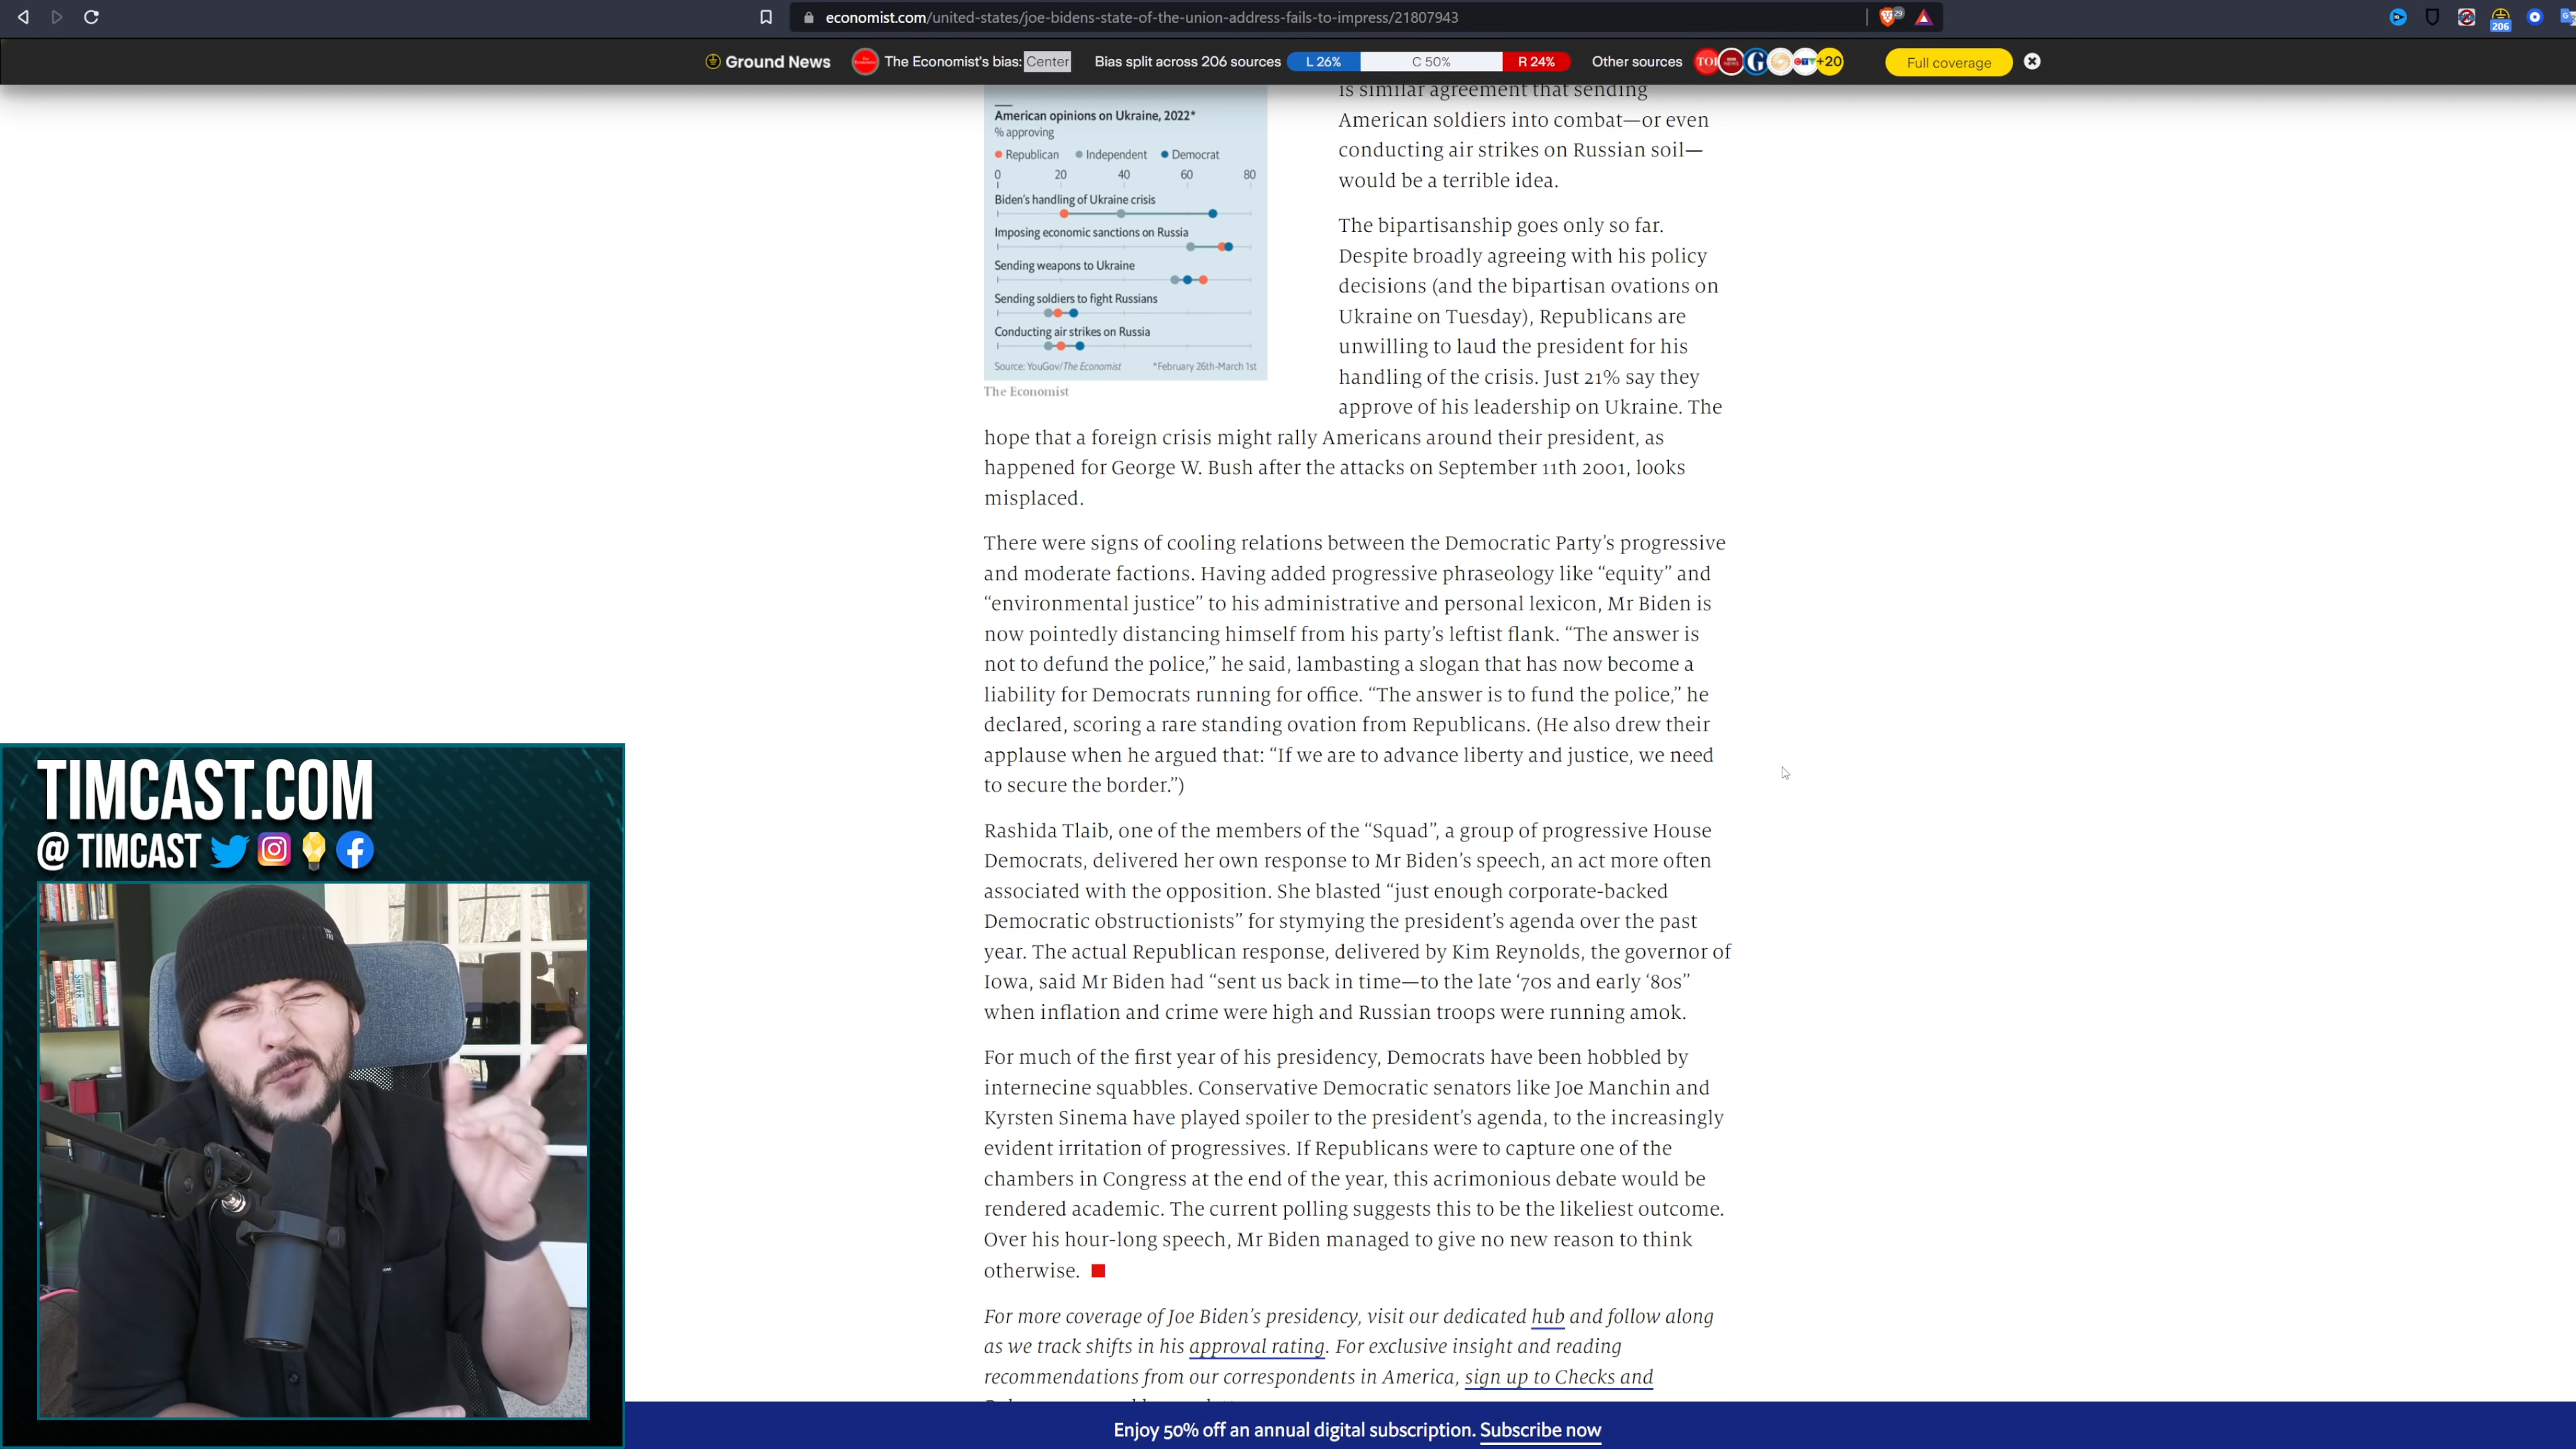 economist.com/united-states/joe-bidens-state-of-the-union-address-fails-to-impress/21807943
29
206
Ground News
The Economist's bias: Center
Bias split across 206 sources
L 26%
C 50%
R 24%
Other sources
TOI
G
+20
Full coverage
American opinions on Ukraine, 2022*
% approving
Republican Independent Democrat
0 20 40 60 80
Biden's handling of Ukraine crisis
Imposing economic sanctions on Russia
Sending weapons to Ukraine
Sending soldiers to fight Russians
Conducting air strikes on Russia
Source: YouGov/The Economist *February 26th-March 1st
The Economist
is similar agreement that sending
American soldiers into combat—or even
conducting air strikes on Russian soil—
would be a terrible idea.
The bipartisanship goes only so far.
Despite broadly agreeing with his policy
decisions (and the bipartisan ovations on
Ukraine on Tuesday), Republicans are
unwilling to laud the president for his
handling of the crisis. Just 21% say they
approve of his leadership on Ukraine. The
hope that a foreign crisis might rally Americans around their president, as
happened for George W. Bush after the attacks on September 11th 2001, looks
misplaced.
There were signs of cooling relations between the Democratic Party’s progressive
and moderate factions. Having added progressive phraseology like “equity” and
“environmental justice” to his administrative and personal lexicon, Mr Biden is
now pointedly distancing himself from his party’s leftist flank. “The answer is
not to defund the police,” he said, lambasting a slogan that has now become a
liability for Democrats running for office. “The answer is to fund the police,” he
declared, scoring a rare standing ovation from Republicans. (He also drew their
applause when he argued that: “If we are to advance liberty and justice, we need
to secure the border.”)
Rashida Tlaib, one of the members of the “Squad”, a group of progressive House
Democrats, delivered her own response to Mr Biden’s speech, an act more often
associated with the opposition. She blasted “just enough corporate-backed
Democratic obstructionists” for stymying the president’s agenda over the past
year. The actual Republican response, delivered by Kim Reynolds, the governor of
Iowa, said Mr Biden had “sent us back in time—to the late ‘70s and early ‘80s”
when inflation and crime were high and Russian troops were running amok.
For much of the first year of his presidency, Democrats have been hobbled by
internecine squabbles. Conservative Democratic senators like Joe Manchin and
Kyrsten Sinema have played spoiler to the president’s agenda, to the increasingly
evident irritation of progressives. If Republicans were to capture one of the
chambers in Congress at the end of the year, this acrimonious debate would be
rendered academic. The current polling suggests this to be the likeliest outcome.
Over his hour-long speech, Mr Biden managed to give no new reason to think
otherwise.
For more coverage of Joe Biden’s presidency, visit our dedicated hub and follow along
as we track shifts in his approval rating. For exclusive insight and reading
recommendations from our correspondents in America, sign up to Checks and
Enjoy 50% off an annual digital subscription. Subscribe now
TIMCAST.COM
@ TIMCAST